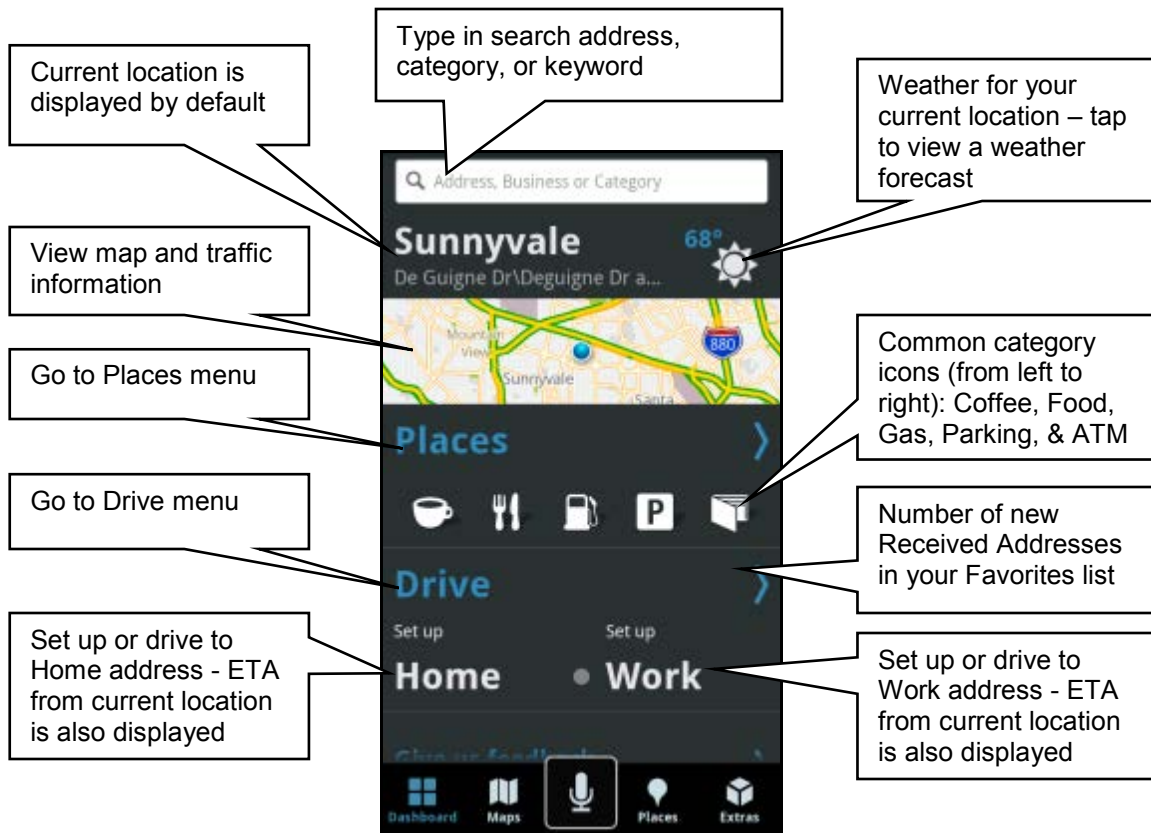 Type in search address,
category, or keyword
Current location is
displayed by default
Weather for your
current location – tap
to view a weather
forecast
View map and traffic
information
Go to Places menu
Go to Drive menu
Set up or drive to
Home address - ETA
from current location
is also displayed
Address, Business or Category
Sunnyvale
68°
De Guigne Dr\Deguigne Dr a...
Mountain
View
880
Sunnyvale
Santa
Places
P
Drive
Set up
Set up
Home
Work
Give us feedback
Dashboard
Maps
Places
Extras
Common category
icons (from left to
right): Coffee, Food,
Gas, Parking, & ATM
Number of new
Received Addresses
in your Favorites list
Set up or drive to
Work address - ETA
from current location
is also displayed